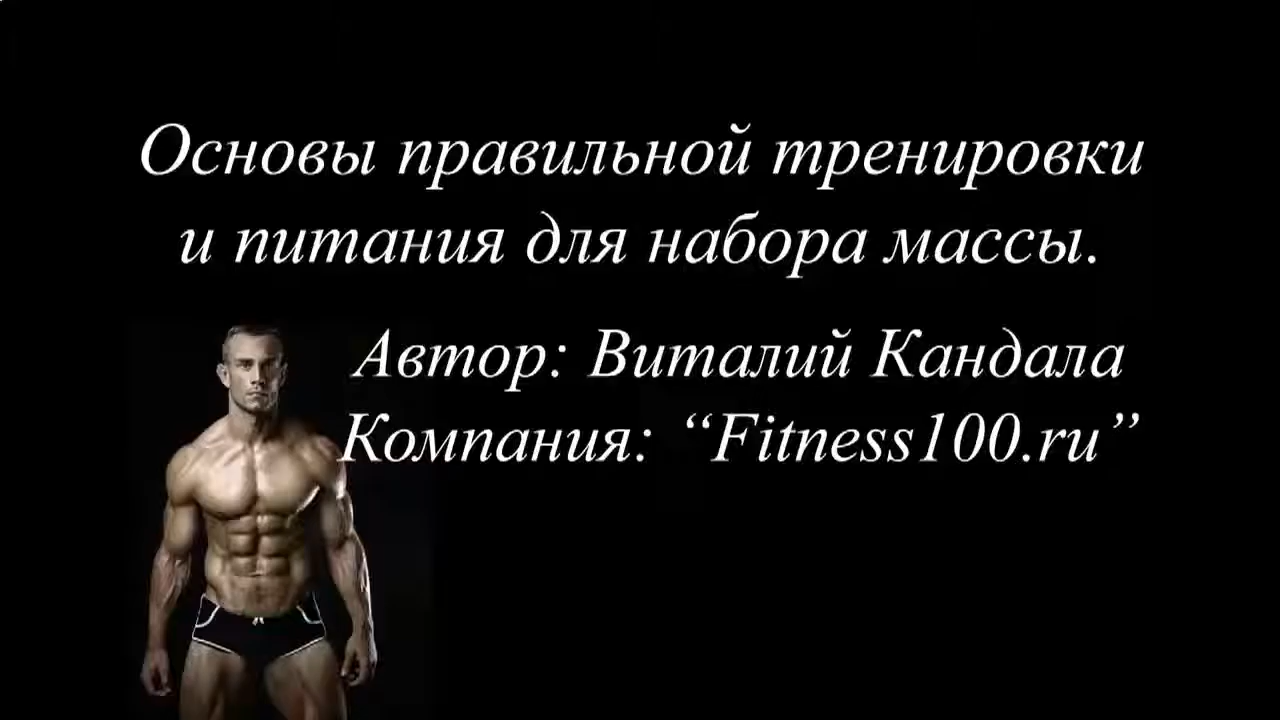 Основы правильной тренировки
и питания для набора массы.
Автор: Виталий Кандала
Компания: “Fitness100.ru”